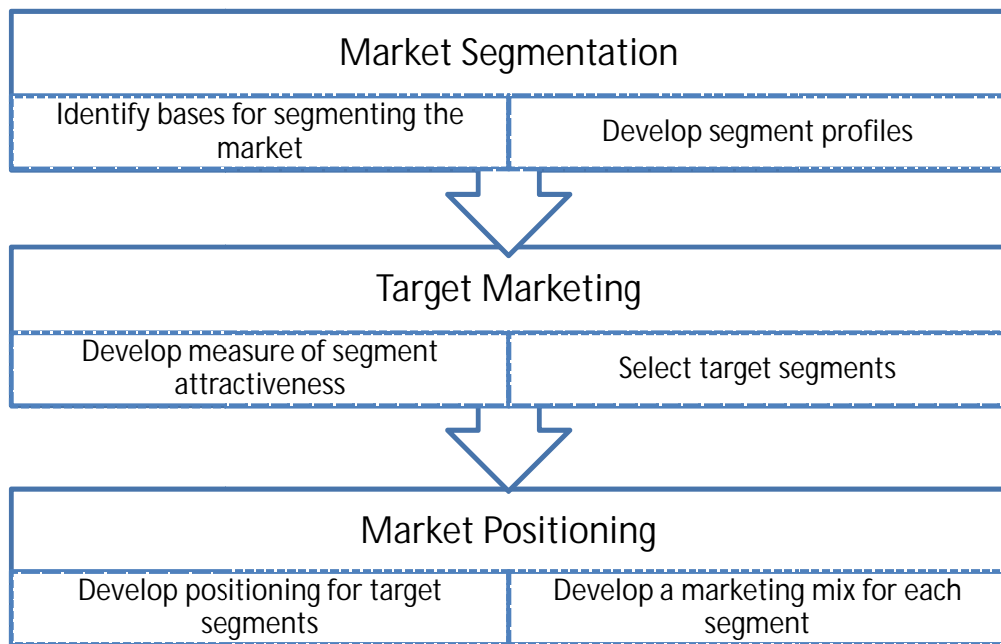 Market Segmentation
Identify bases for segmenting the
market
Develop segment profiles
Target Marketing
Develop measure of segment
attractiveness
Select target segments
Market Positioning
Develop positioning for target
segments
Develop a marketing mix for each
segment